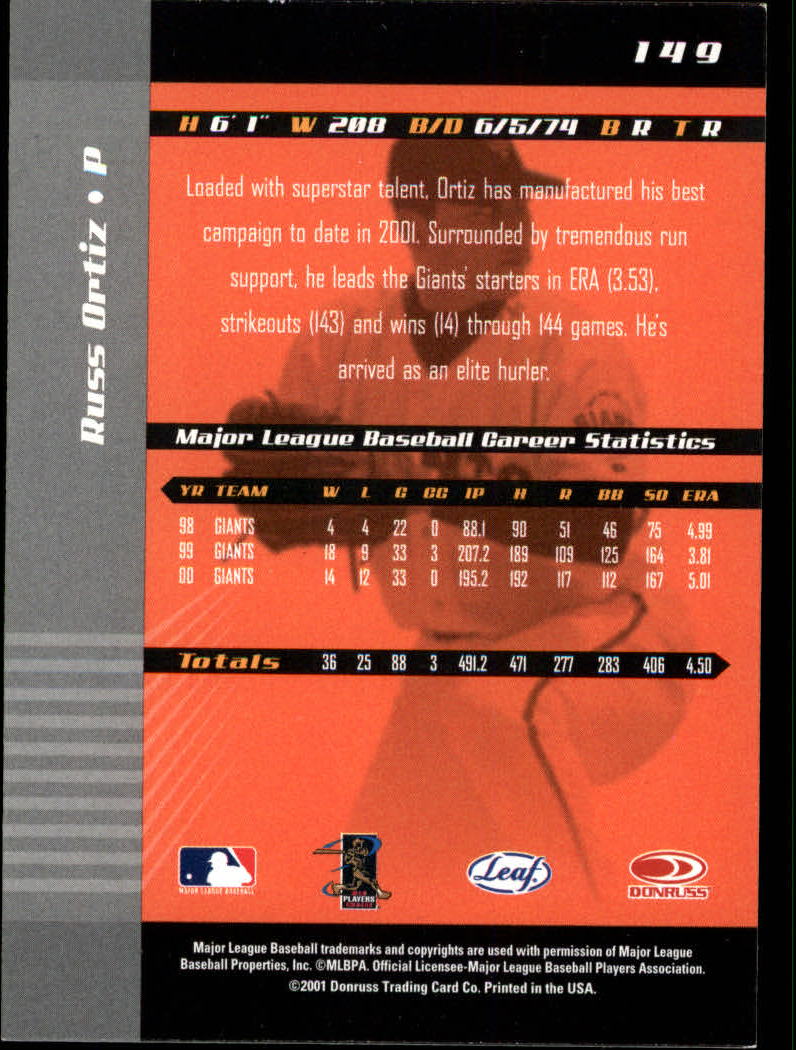 149
Russ Ortiz • P
H 6' 1" W 208 B/D 6/5/74 B R T R
Loaded with superstar talent, Ortiz has manufactured his best
campaign to date in 2001. Surrounded by tremendous run
support, he leads the Giants' starters in ERA (3.53),
strikeouts (143) and wins (14) through 144 games. He's
arrived as an elite hurler.
Major League Baseball Career Statistics
YR TEAM W L G CG IP H R BB SO ERA
98 GIANTS 4 4 22 0 88.1 90 51 46 75 4.99
99 GIANTS 18 9 33 3 207.2 189 109 125 164 3.81
00 GIANTS 14 12 33 0 195.2 192 117 112 167 5.01
Totals 36 25 88 3 491.2 471 277 283 406 4.50
MAJOR LEAGUE BASEBALL
PLAYERS
Leaf
DONRUSS
Major League Baseball trademarks and copyrights are used with permission of Major League
Baseball Properties, Inc. ©MLBPA. Official Licensee-Major League Baseball Players Association.
©2001 Donruss Trading Card Co. Printed in the USA.